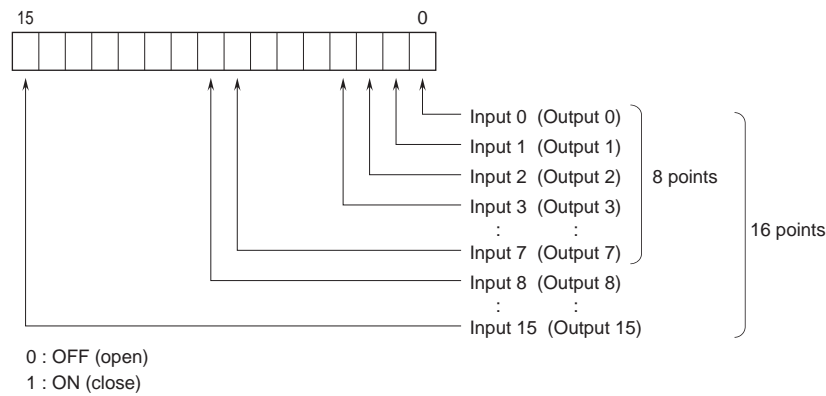 15 0
Input 0 (Output 0)
Input 1 (Output 1)
Input 2 (Output 2)
8 points
Input 3 (Output 3)
: :
16 points
Input 7 (Output 7)
Input 8 (Output 8)
: :
Input 15 (Output 15)
0 : OFF (open)
1 : ON (close)